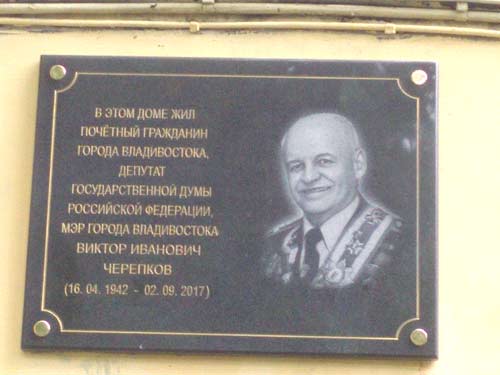 В ЭТОМ ДОМЕ ЖИЛ
ПОЧЁТНЫЙ ГРАЖДАНИН
ГОРОДА ВЛАДИВОСТОКА,
ДЕПУТАТ
ГОСУДАРСТВЕННОЙ ДУМЫ
РОССИЙСКОЙ ФЕДЕРАЦИИ,
МЭР ГОРОДА ВЛАДИВОСТОКА
ВИКТОР ИВАНОВИЧ
ЧЕРЕПКОВ
(16. 04. 1942 - 02. 09. 2017)